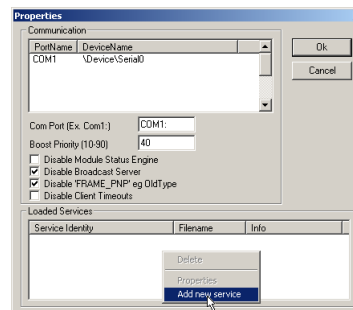 Properties
Communication
PortName DeviceName
COM1 \Device\Serial0
Ok
Cancel
Com Port (Ex. Com1:) COM1:
Boost Priority (10-90) 40
Disable Module Status Engine
Disable Broadcast Server
Disable 'FRAME_PNP' eg OldType
Disable Client Timeouts
Loaded Services
Service Identity Filename Info
Delete
Properties
Add new service